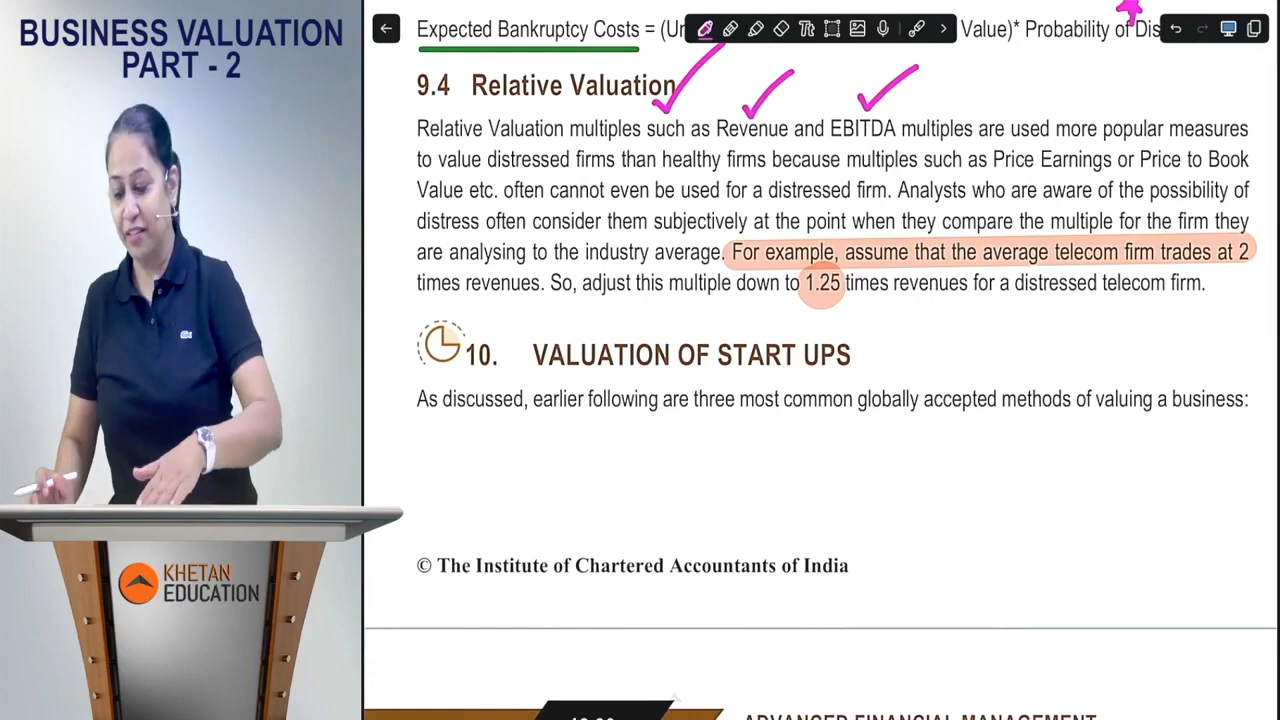 BUSINESS VALUATION
PART - 2
Expected Bankruptcy Costs = (Un Value)* Probability of Dis
9.4 Relative Valuation
Relative Valuation multiples such as Revenue and EBITDA multiples are used more popular measures
to value distressed firms than healthy firms because multiples such as Price Earnings or Price to Book
Value etc. often cannot even be used for a distressed firm. Analysts who are aware of the possibility of
distress often consider them subjectively at the point when they compare the multiple for the firm they
are analysing to the industry average. For example, assume that the average telecom firm trades at 2
times revenues. So, adjust this multiple down to 1.25 times revenues for a distressed telecom firm.
10. VALUATION OF START UPS
As discussed, earlier following are three most common globally accepted methods of valuing a business:
© The Institute of Chartered Accountants of India
KHETAN
EDUCATION
ADVANCED FINANCIAL MANAGEMENT